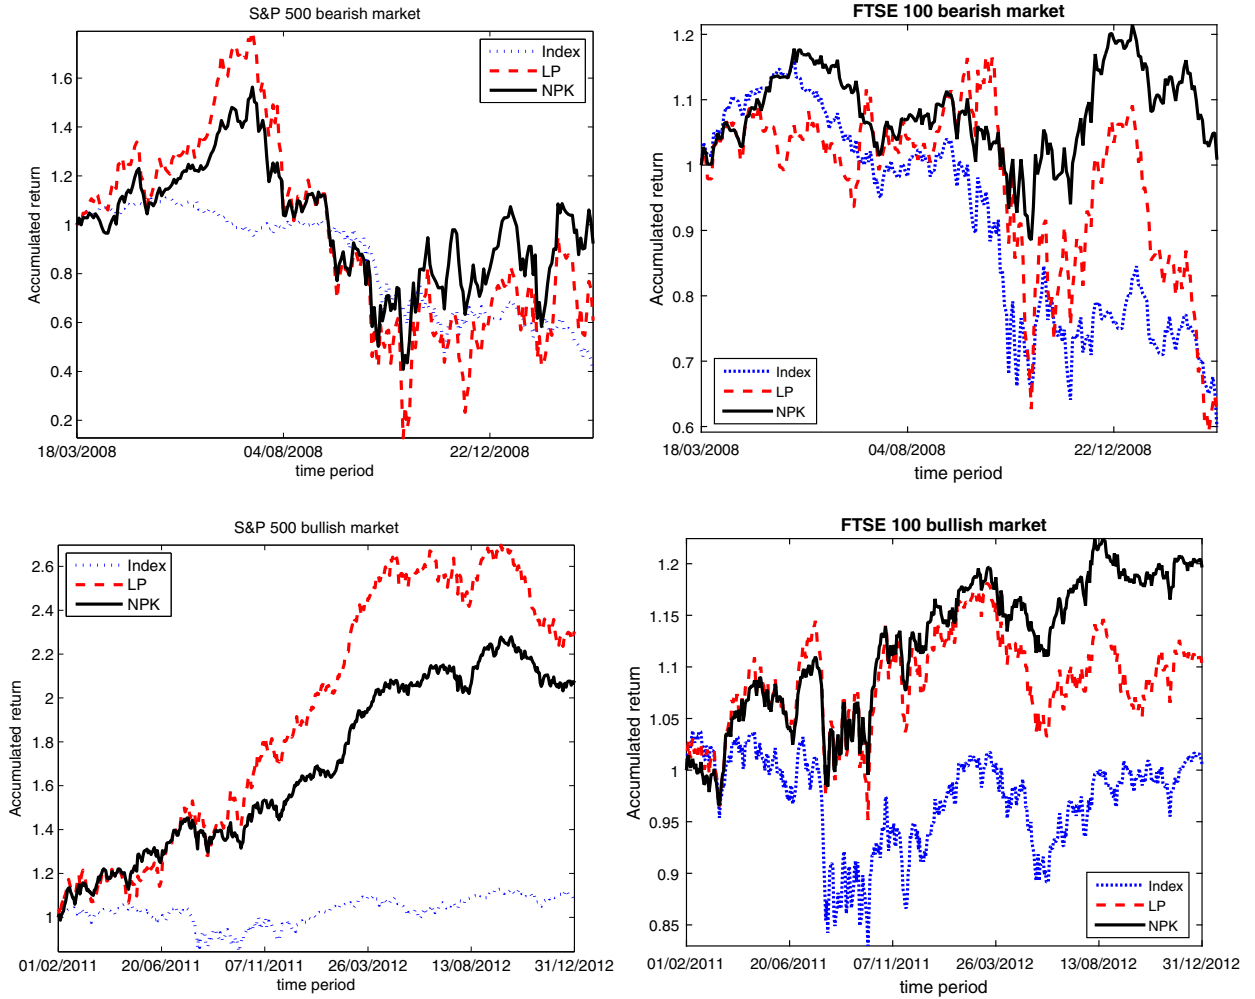 S&P 500 bearish market
Index
LP
NPK
1.6
1.4
1.2
1
0.8
0.6
0.4
0.2
Accumulated return
18/03/2008
04/08/2008
22/12/2008
time period
FTSE 100 bearish market
1.2
1.1
1
0.9
0.8
0.7
0.6
Accumulated return
Index
LP
NPK
18/03/2008
04/08/2008
22/12/2008
time period
S&P 500 bullish market
Index
LP
NPK
2.6
2.4
2.2
2
1.8
1.6
1.4
1.2
1
Accumulated return
01/02/2011
20/06/2011
07/11/2011
26/03/2012
13/08/2012
31/12/2012
time period
FTSE 100 bullish market
1.2
1.15
1.1
1.05
1
0.95
0.9
0.85
Accumulated return
Index
LP
NPK
01/02/2011
20/06/2011
07/11/2011
26/03/2012
13/08/2012
31/12/2012
time period